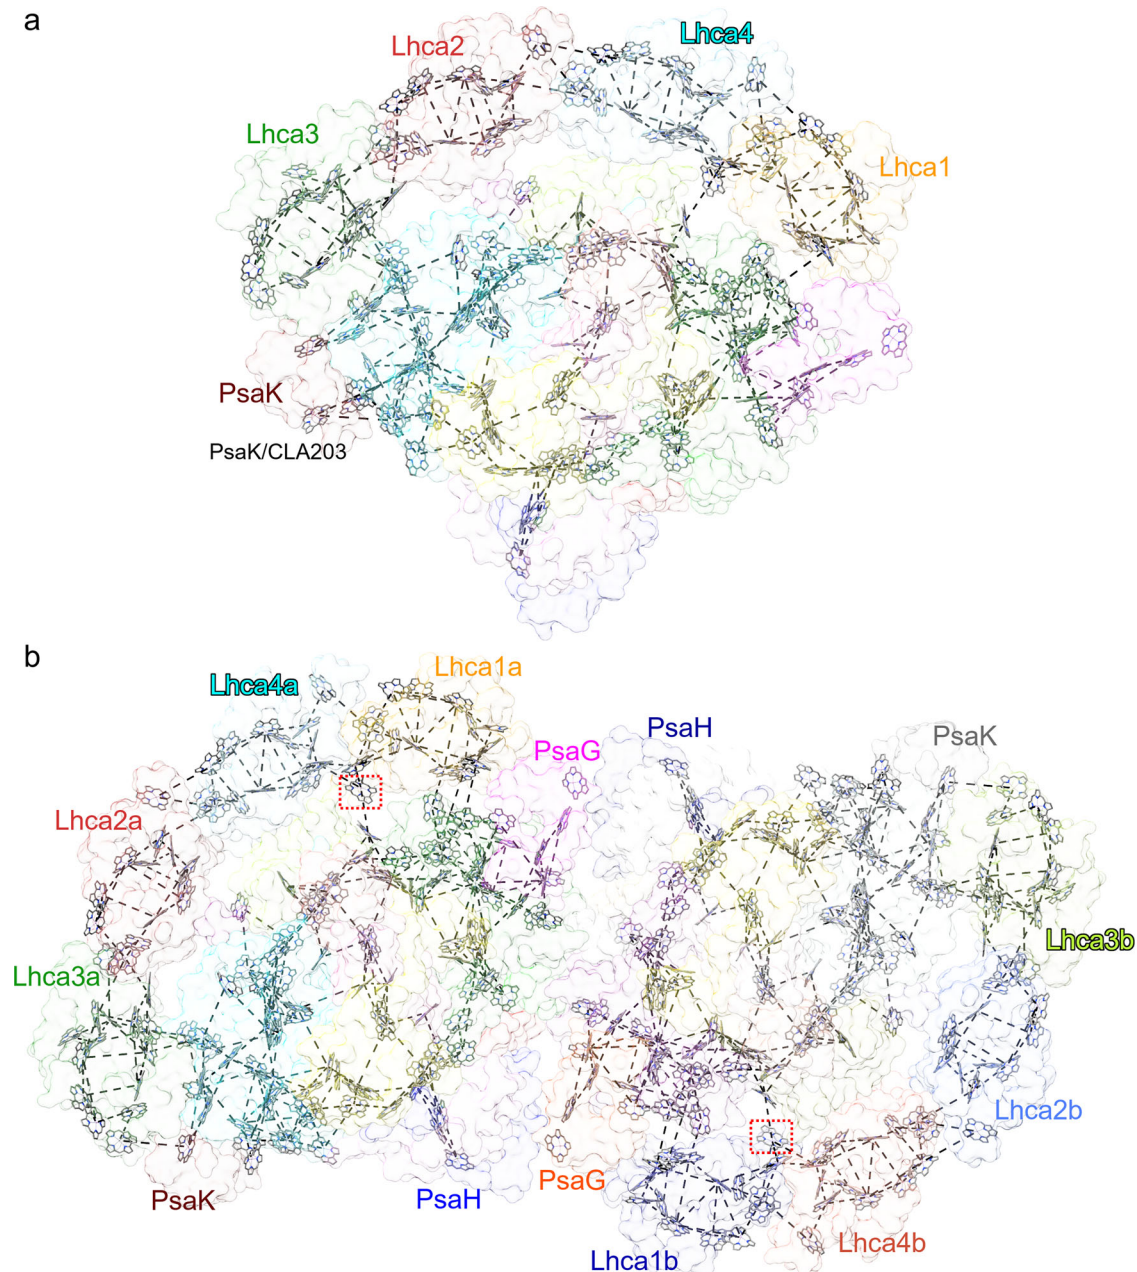 a
Lhca2
Lhca4
Lhca3
Lhca1
PsaK
PsaK/CLA203
b
Lhca4a
Lhca1a
PsaG
PsaH
PsaK
Lhca2a
Lhca3a
Lhca3b
Lhca2b
PsaK
PsaH
PsaG
Lhca1b
Lhca4b